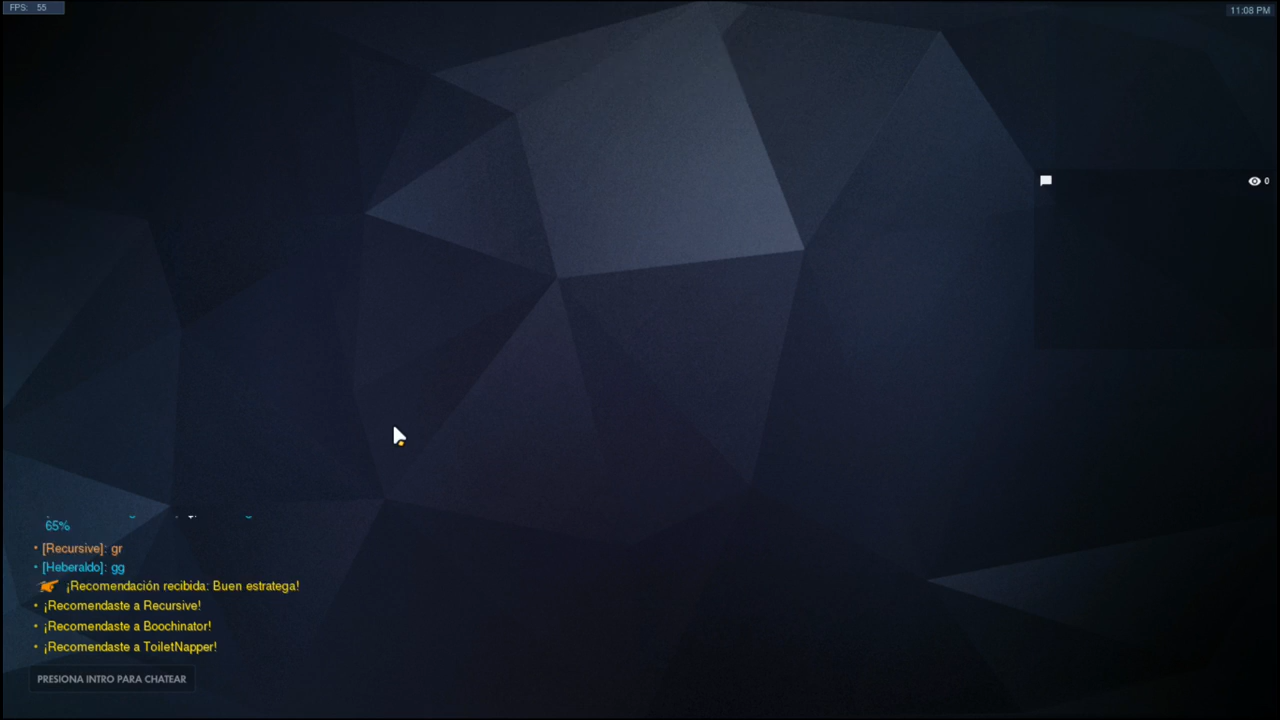 FPS: 55
11:08 PM
0
65%
[Recursive]: gr
[Heberaldo]: gg
¡Recomendación recibida: Buen estratega!
¡Recomendaste a Recursive!
¡Recomendaste a Boochinator!
¡Recomendaste a ToiletNapper!
PRESIONA INTRO PARA CHATEAR